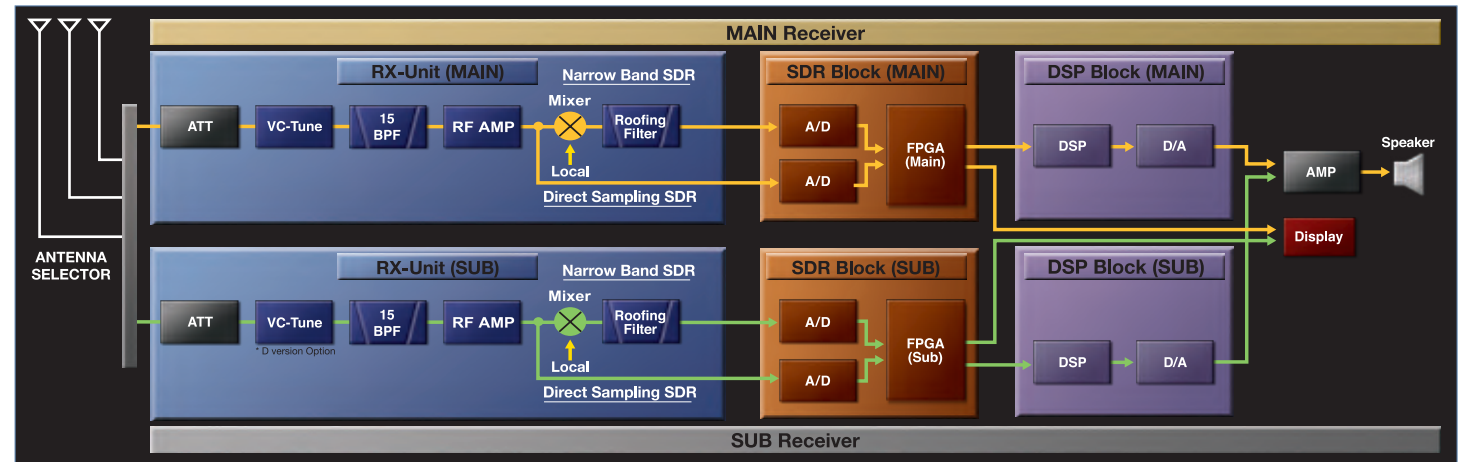 MAIN Receiver
RX-Unit (MAIN)
Narrow Band SDR
SDR Block (MAIN)
DSP Block (MAIN)
Mixer
ATT
VC-Tune
15
BPF
RF AMP
Roofing
Filter
A/D
FPGA
(Main)
DSP
D/A
Speaker
Local
A/D
AMP
Direct Sampling SDR
Display
ANTENNA
SELECTOR
RX-Unit (SUB)
Narrow Band SDR
SDR Block (SUB)
DSP Block (SUB)
Mixer
ATT
VC-Tune
15
BPF
RF AMP
Roofing
Filter
A/D
FPGA
(Sub)
* D version Option
Local
A/D
DSP
D/A
Direct Sampling SDR
SUB Receiver